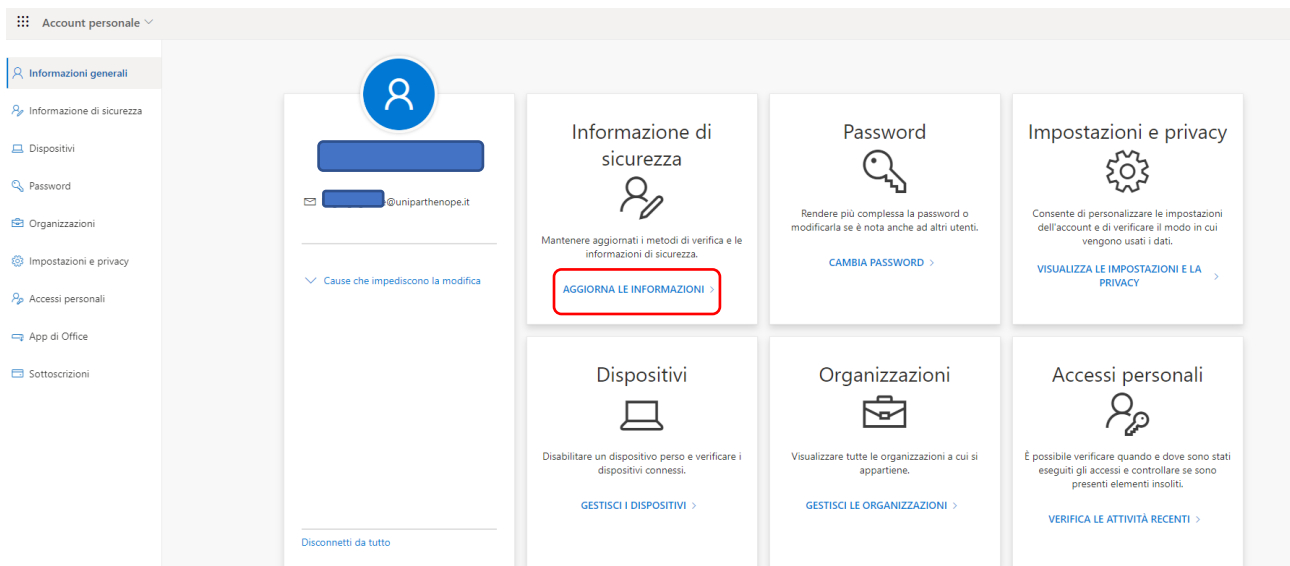 Account personale
Informazioni generali
Informazione di sicurezza
Dispositivi
Password
Organizzazioni
Impostazioni e privacy
Accessi personali
App di Office
Sottoscrizioni
@uniparthenope.it
Cause che impediscono la modifica
Disconnetti da tutto
Informazione di
sicurezza
Mantenere aggiornati i metodi di verifica e le
informazioni di sicurezza.
AGGIORNA LE INFORMAZIONI
Password
Rendere più complessa la password o
modificarla se è nota anche ad altri utenti.
CAMBIA PASSWORD
Impostazioni e privacy
Consente di personalizzare le impostazioni
dell'account e di verificare il modo in cui
vengono usati i dati.
VISUALIZZA LE IMPOSTAZIONI E LA
PRIVACY
Dispositivi
Disabilitare un dispositivo perso e verificare i
dispositivi connessi.
GESTISCI I DISPOSITIVI
Organizzazioni
Visualizzare tutte le organizzazioni a cui si
appartiene.
GESTISCI LE ORGANIZZAZIONI
Accessi personali
È possibile verificare quando e dove sono stati
eseguiti gli accessi e controllare se sono
presenti elementi insoliti.
VERIFICA LE ATTIVITÀ RECENTI